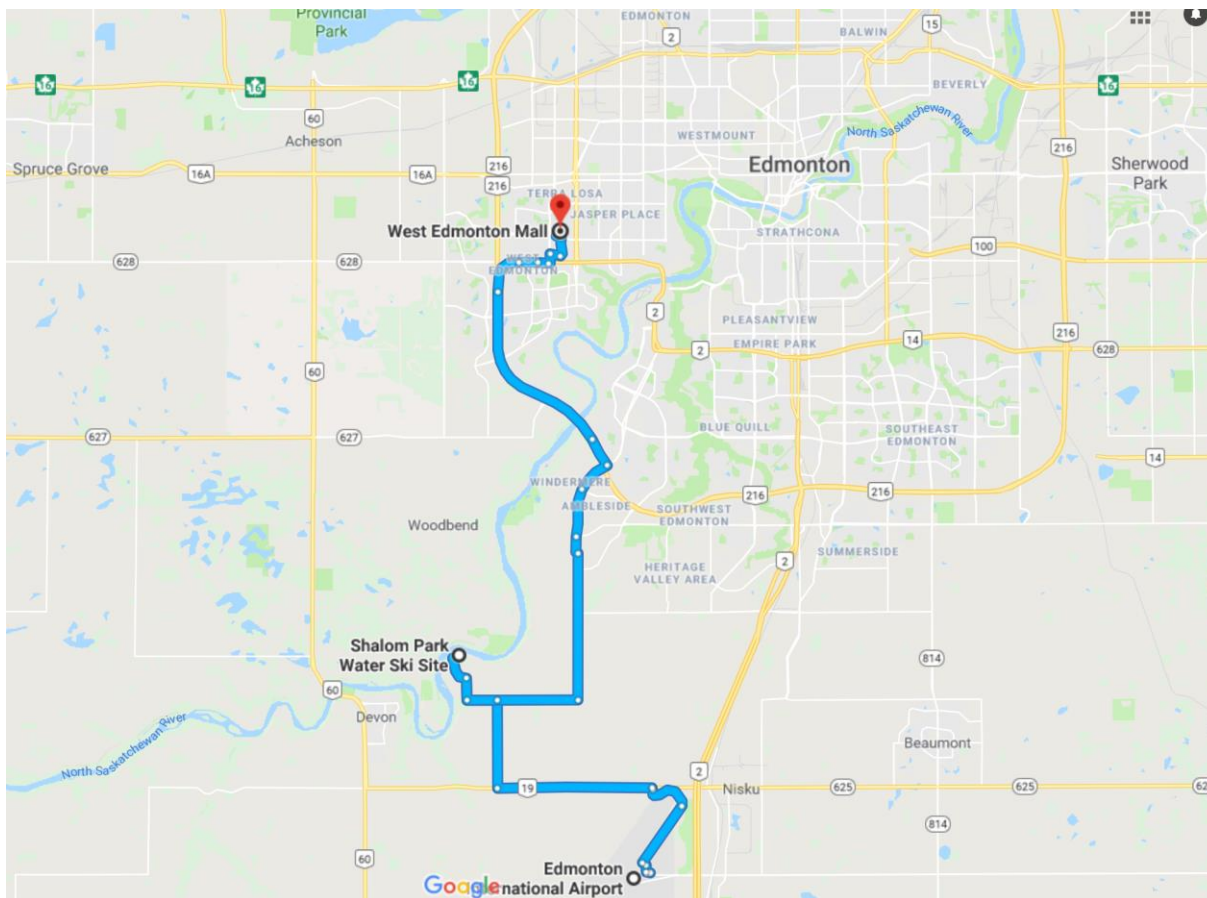 Provincial
Park
EDMONTON
2
15
BALWIN
BEVERLY
16
16
16
16
60
Acheson
WESTMOUNT
North Saskatchewan
River
Edmonton
216
Sherwood
Park
Spruce Grove
16A
16A
216
216
TERRA LOSA
JASPER PLACE
West Edmonton Mall
STRATHCONA
100
628
628
WEST
EDMONTON
2
PLEASANTVIEW
EMPIRE PARK
14
216
2
628
60
627
627
BLUE QUILL
SOUTHEAST
EDMONTON
14
WINDERMERE
AMBLESIDE
216
216
SOUTHWEST
EDMONTON
Woodbend
SUMMERSIDE
HERITAGE
VALLEY AREA
2
Shalom Park
Water Ski Site
814
60
Devon
Beaumont
North Saskatchewan
River
2
19
Nisku
625
625
62
814
60
Edmonton
Google
rnational Airport